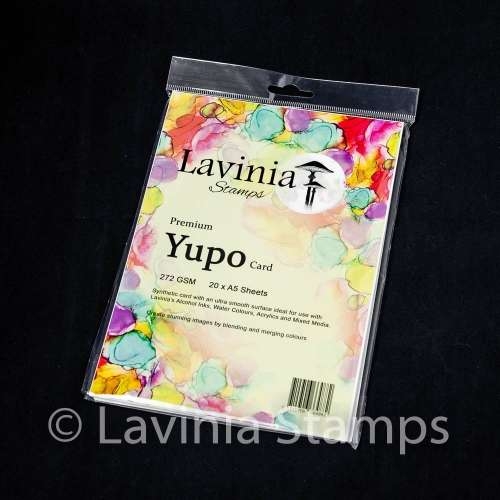 Lavinia
Stamps
Premium
Yupo Card
272 GSM 20 x A5 Sheets
Synthetic card with an ultra smooth surface ideal for use with
Lavinia's Alcohol Inks, Water Colours, Acrylics and Mixed Media.
Create stunning images by blending and merging colours
© Lavinia Stamps